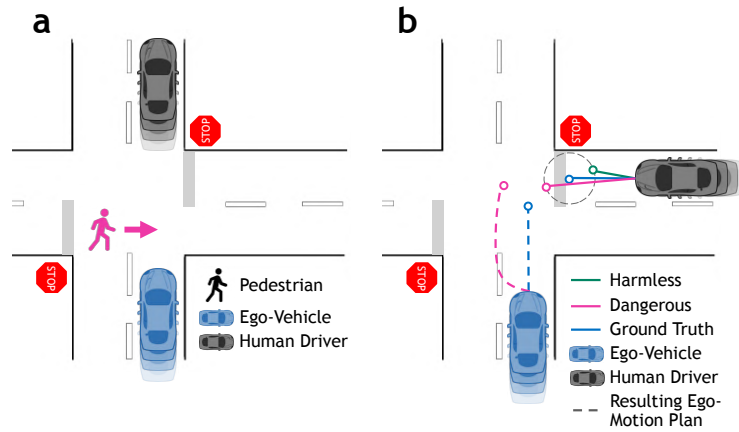 a
STOP
STOP
Pedestrian
Ego-Vehicle
Human Driver
b
STOP
STOP
Harmless
Dangerous
Ground Truth
Ego-Vehicle
Human Driver
Resulting Ego-
Motion Plan